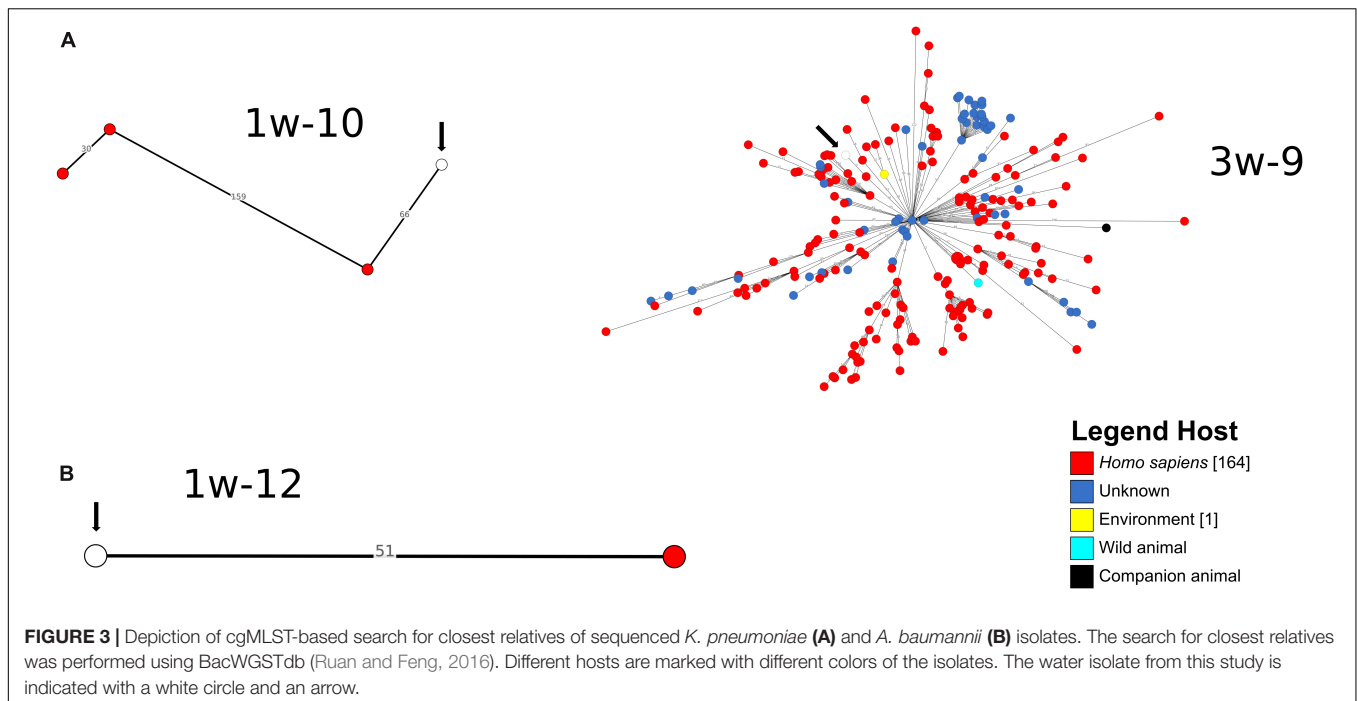 A
1w-10
30
159
66
3w-9
B
1w-12
51
Legend Host
Homo sapiens [164]
Unknown
Environment [1]
Wild animal
Companion animal
FIGURE 3 | Depiction of cgMLST-based search for closest relatives of sequenced K. pneumoniae (A) and A. baumannii (B) isolates. The search for closest relatives
was performed using BacWGSTdb (Ruan and Feng, 2016). Different hosts are marked with different colors of the isolates. The water isolate from this study is
indicated with a white circle and an arrow.